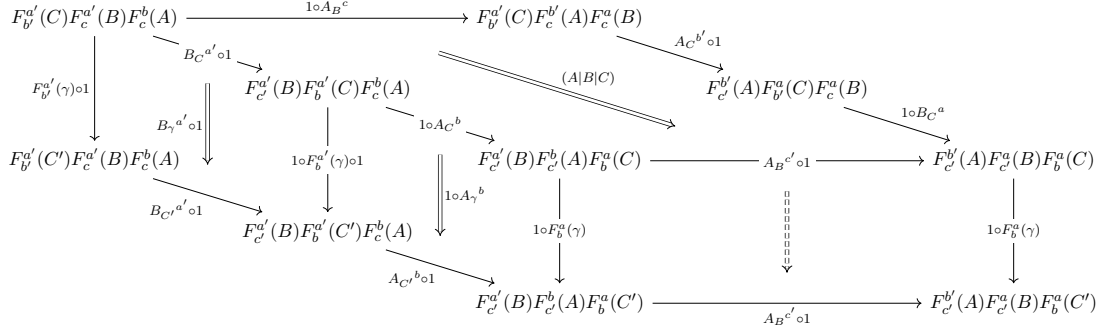 F_{b'}^{a'}(C)F_c^{a'}(B)F_c^b(A) 1∘A_B^c F_{b'}^{a'}(C)F_c^{b'}(A)F_c^a(B)
B_C^{a'}∘1 A_C^{b'}∘1
F_{b'}^{a'}(γ)∘1 (A|B|C)
F_{c'}^{a'}(B)F_b^{a'}(C)F_c^b(A) F_{c'}^{b'}(A)F_{b'}^a(C)F_c^a(B)
B_γ^{a'}∘1 1∘A_C^b 1∘B_C^a
F_{b'}^{a'}(C')F_c^{a'}(B)F_c^b(A) 1∘F_b^{a'}(γ)∘1 F_{c'}^{a'}(B)F_{c'}^b(A)F_b^a(C) A_B^{c'}∘1 F_{c'}^{b'}(A)F_{c'}^a(B)F_b^a(C)
1∘A_γ^b
B_{C'}^{a'}∘1
F_{c'}^{a'}(B)F_b^{a'}(C')F_c^b(A) 1∘F_b^a(γ) 1∘F_b^a(γ)
A_{C'}^b∘1
F_{c'}^{a'}(B)F_{c'}^b(A)F_b^a(C') A_B^{c'}∘1 F_{c'}^{b'}(A)F_{c'}^a(B)F_b^a(C')